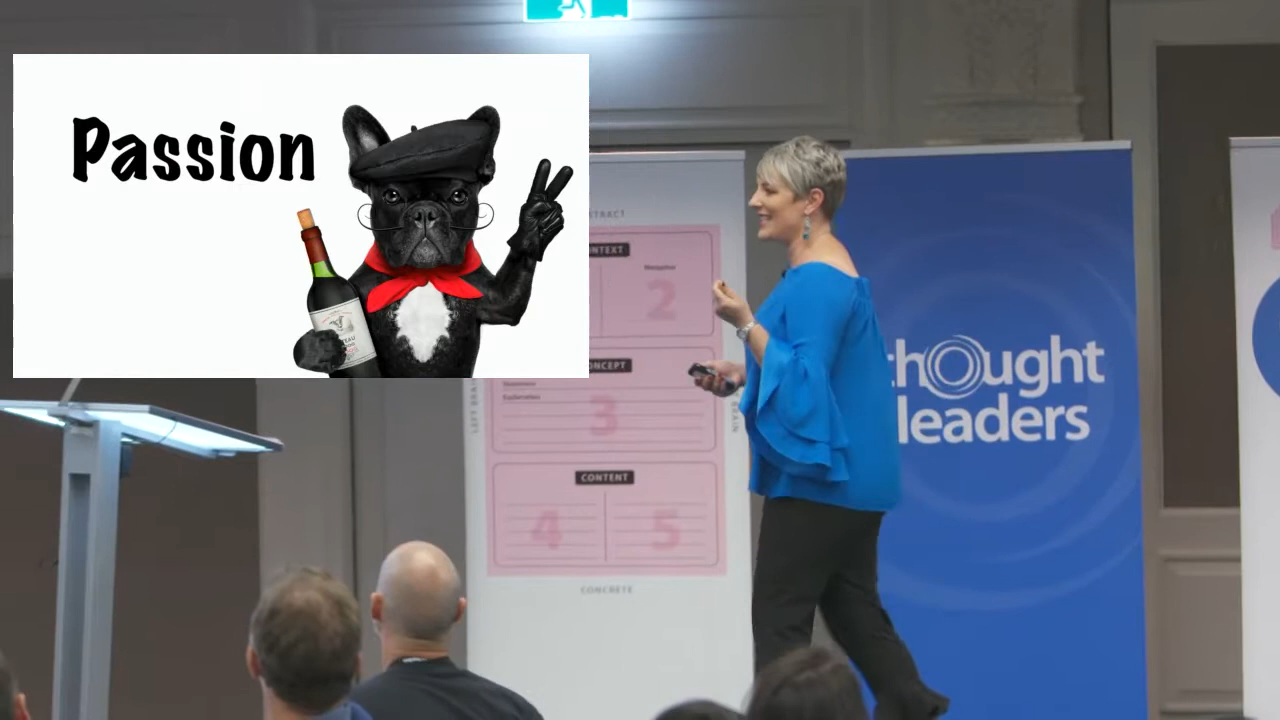 Passion
CONTEXT
2
CONCEPT
3
CONTENT
4
5
CONCRETE
thought
leaders